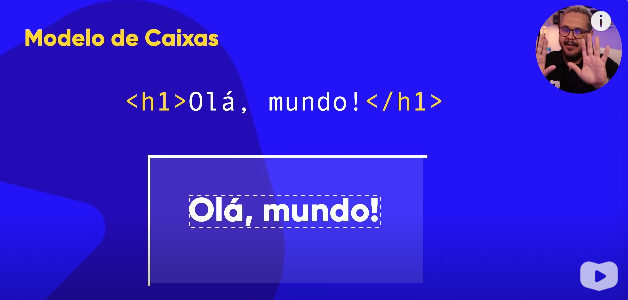 Modelo de Caixas
i
<h1>Olá, mundo!</h1>
Olá, mundo!